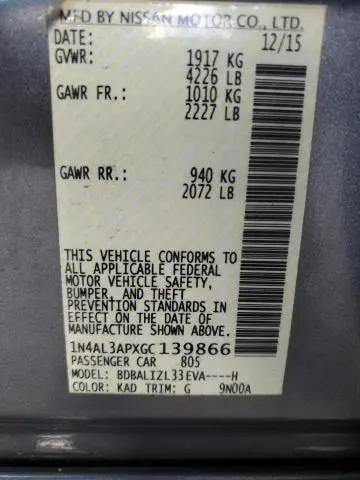 MFD BY NISSAN MOTOR CO., LTD.
DATE: 12/15
GVWR: 1917 KG
4226 LB
GAWR FR.: 1010 KG
2227 LB
GAWR RR.: 940 KG
2072 LB
THIS VEHICLE CONFORMS TO
ALL APPLICABLE FEDERAL
MOTOR VEHICLE SAFETY,
BUMPER, AND THEFT
PREVENTION STANDARDS IN
EFFECT ON THE DATE OF
MANUFACTURE SHOWN ABOVE.
1N4AL3APXGC 139866
PASSENGER CAR 805
MODEL: BDBALIZL33EVA----H
COLOR: KAD TRIM: G 9N00A